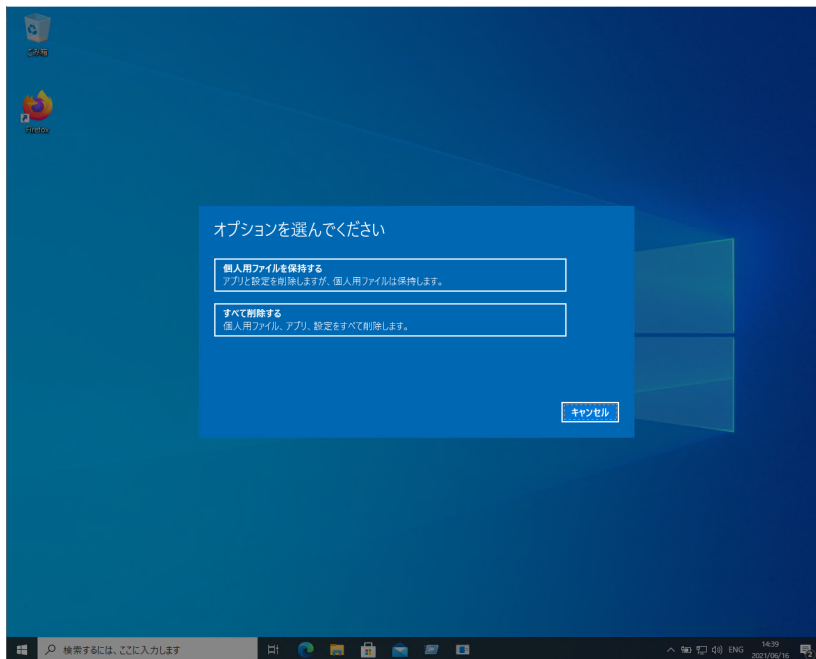 ごみ箱
Firefox
オプションを選んでください
個人用ファイルを保持する
アプリと設定を削除しますが、個人用ファイルは保持します。
すべて削除する
個人用ファイル、アプリ、設定をすべて削除します。
キャンセル
検索するには、ここに入力します
ENG
14:39
2021/06/16
2